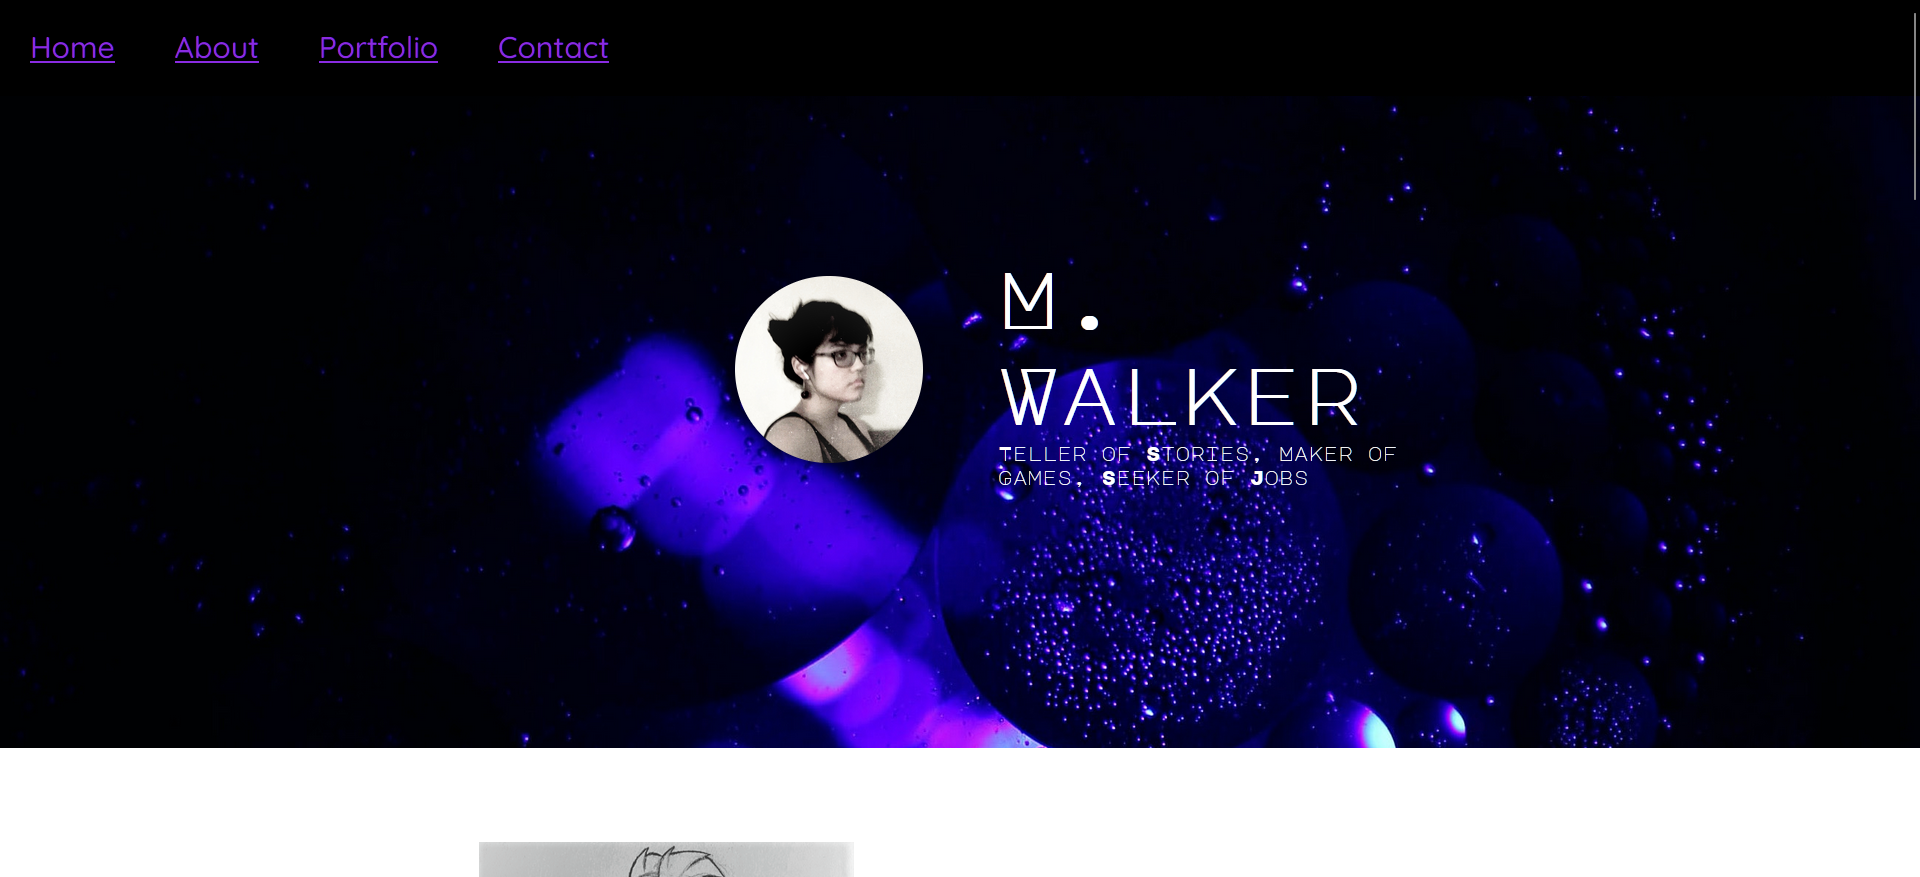 Home About Portfolio Contact
M.
WALKER
TELLER OF STORIES, MAKER OF
GAMES, SEEKER OF JOBS